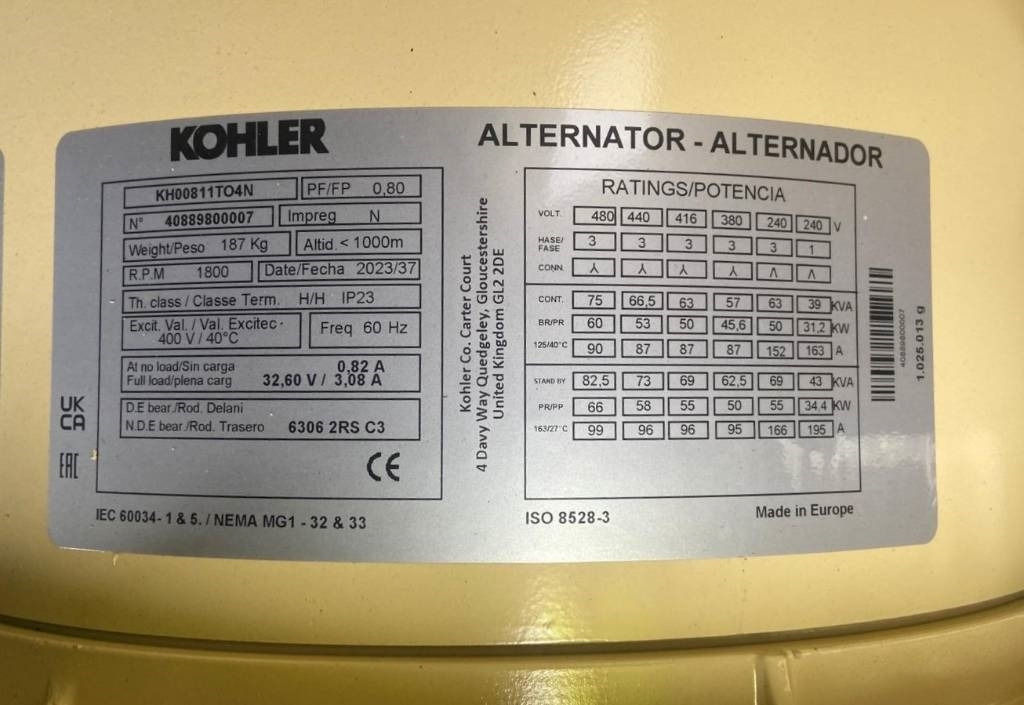 KOHLER
ALTERNATOR - ALTERNADOR
KH00811TO4N PF/FP 0,80
N° 40889800007 Impreg N
Weight/Peso 187 Kg Altid. < 1000m
R.P.M 1800 Date/Fecha 2023/37
Th. class / Classe Term. H/H IP23
Excit. Val. / Val. Excitec· Freq 60 Hz
400 V / 40°C
At no load/Sin carga 0,82 A
Full load/plena carg 32,60 V / 3,08 A
D.E bear./Rod. Delani
N.D.E bear./Rod. Trasero 6306 2RS C3
CE
UK
CA
EAC
IEC 60034- 1 & 5. / NEMA MG1 - 32 & 33
Kohler Co. Carter Court
4 Davy Way Quedgeley, Gloucestershire
United Kingdom GL2 2DE
RATINGS/POTENCIA
VOLT. 480 440 416 380 240 240 V
HASE/
FASE 3 3 3 3 3 1
CONN. ⅄ ⅄ ⅄ ⅄ Λ Λ
CONT. 75 66,5 63 57 63 39 KVA
BR/PR 60 53 50 45,6 50 31,2 KW
125/40°C 90 87 87 87 152 163 A
STAND BY 82,5 73 69 62,5 69 43 KVA
PR/PP 66 58 55 50 55 34,4 KW
163/27°C 99 96 96 95 166 195 A
ISO 8528-3
Made in Europe
40889800007
1.025.013 g